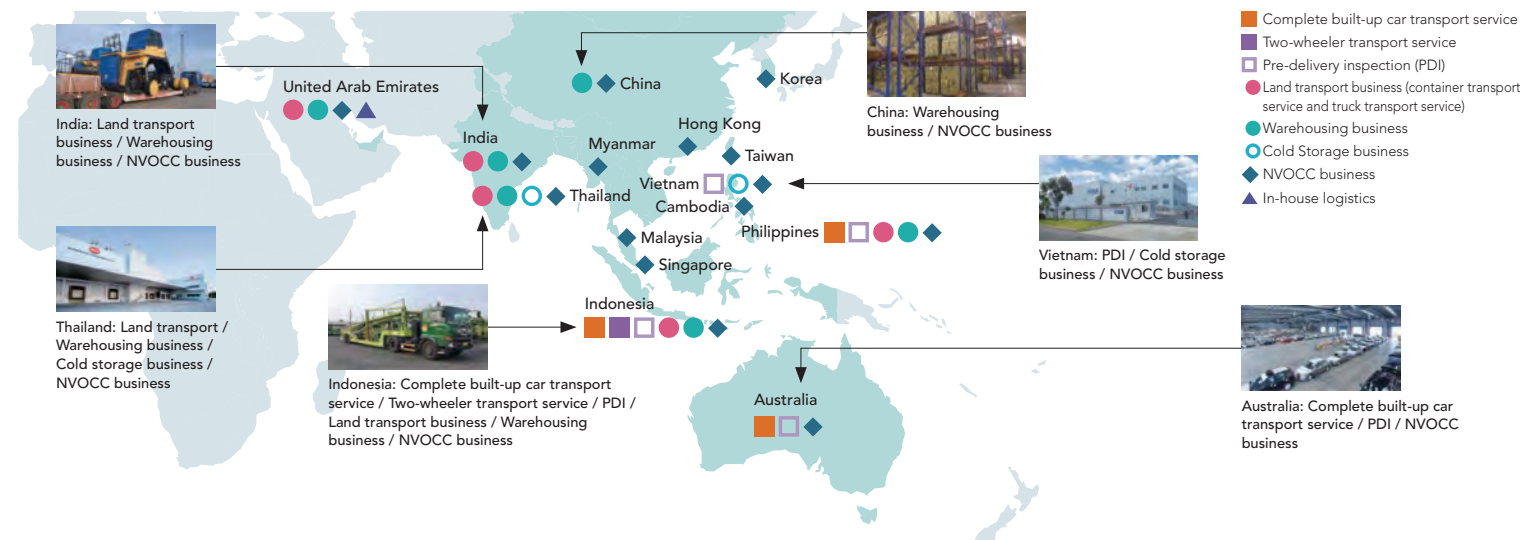 India: Land transport
business / Warehousing
business / NVOCC business
United Arab Emirates
India
China
Korea
China: Warehousing
business / NVOCC business
Hong Kong
Myanmar
Taiwan
Thailand
Vietnam
Cambodia
Philippines
Malaysia
Singapore
Indonesia
Australia
Thailand: Land transport /
Warehousing business /
Cold storage business /
NVOCC business
Indonesia: Complete built-up car transport
service / Two-wheeler transport service / PDI /
Land transport business / Warehousing
business / NVOCC business
Vietnam: PDI / Cold storage
business / NVOCC business
Australia: Complete built-up car
transport service / PDI / NVOCC
business
Complete built-up car transport service
Two-wheeler transport service
Pre-delivery inspection (PDI)
Land transport business (container transport
service and truck transport service)
Warehousing business
Cold Storage business
NVOCC business
In-house logistics